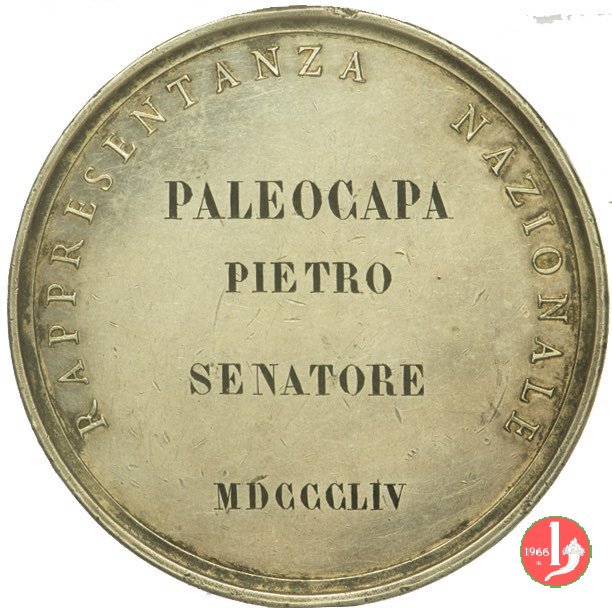 RAPPRESENTANZA NAZIONALE
PALEOCAPA
PIETRO
SENATORE
MDCCCLIV
1966